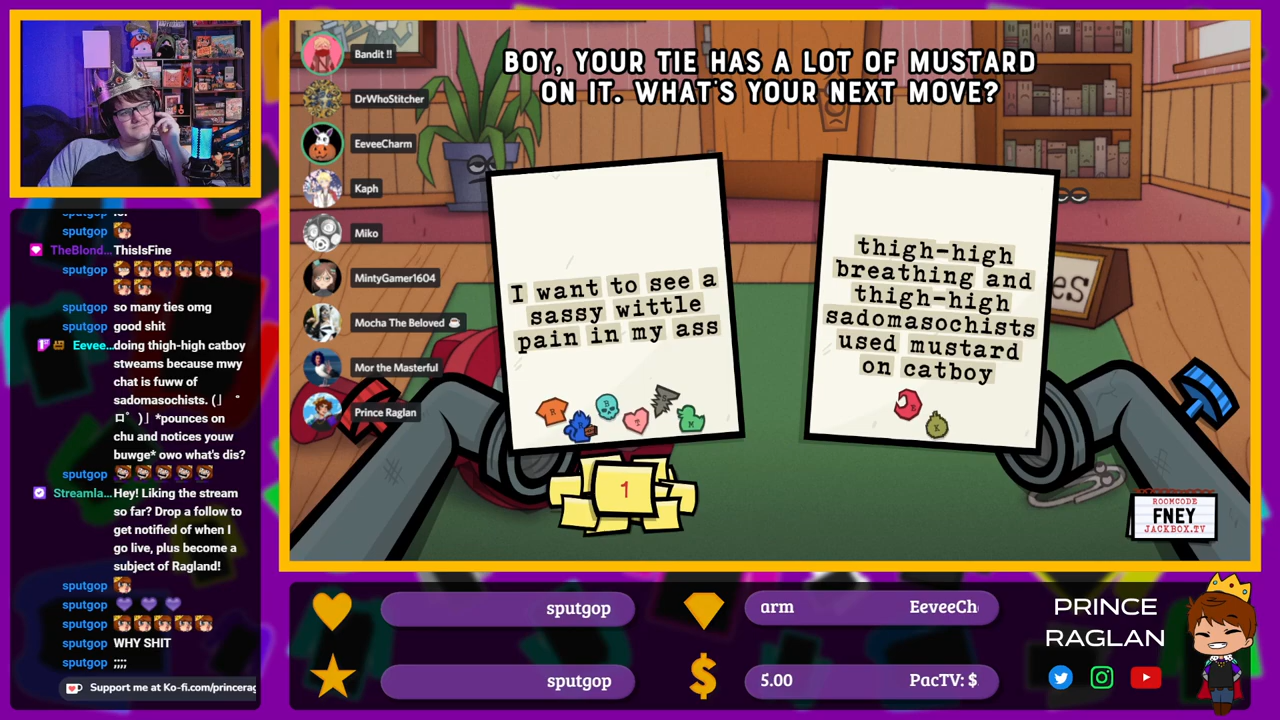 Bandit !!
DrWhoStitcher
EeveeCharm
Kaph
Miko
MintyGamer1604
Mocha The Beloved ☕
Mor the Masterful
Prince Raglan
BOY, YOUR TIE HAS A LOT OF MUSTARD
ON IT. WHAT'S YOUR NEXT MOVE?
I want to see a
sassy wittle
pain in my ass
thigh-high
breathing and
thigh-high
sadomasochists
used mustard
on catboy
1
ROOMCODE
FNEY
JACKBOX.TV
sputgop
sputgop
TheBlond... ThisIsFine
sputgop
sputgop so many ties omg
sputgop good shit
Eevee... doing thigh-high catboy
stweams because mwy
chat is fuww of
sadomasochists. (｣゜
ロ゜)｣ *pounces on
chu and notices youw
buwge* owo what's dis?
sputgop
Streamla... Hey! Liking the stream
so far? Drop a follow to
get notified of when I
go live, plus become a
subject of Ragland!
sputgop
sputgop
sputgop
sputgop WHY SHIT
sputgop ;;;;
Support me at Ko-fi.com/princerag
sputgop
arm EeveeCh
sputgop
5.00 PacTV: $
PRINCE
RAGLAN